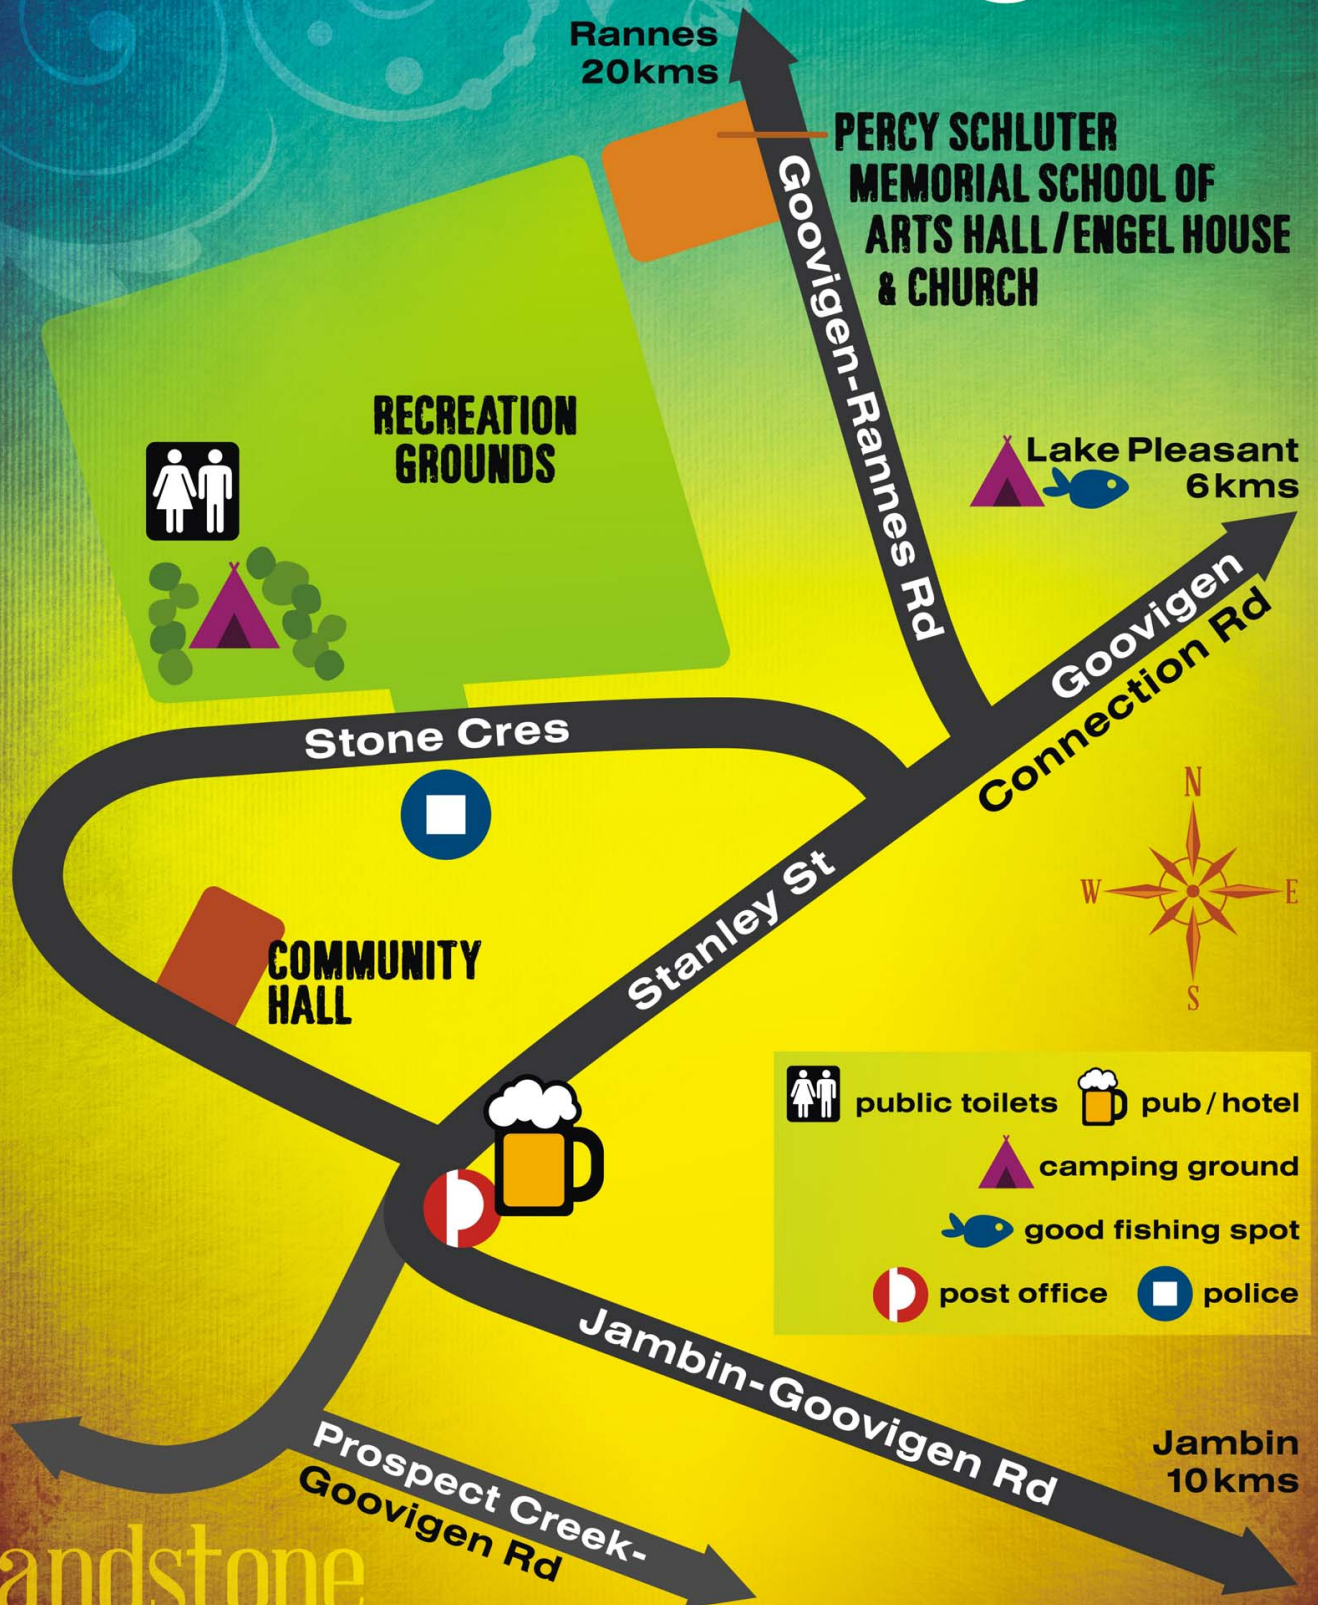 Rannes
20kms
PERCY SCHLUTER
MEMORIAL SCHOOL OF
ARTS HALL/ENGEL HOUSE
& CHURCH
Goovigen-Rannes Rd
RECREATION
GROUNDS
Lake Pleasant
6kms
Goovigen
Connection Rd
Stone Cres
Stanley St
N
W
E
S
COMMUNITY
HALL
public toilets
pub/hotel
camping ground
good fishing spot
post office
police
Jambin-Goovigen Rd
Jambin
10kms
Prospect Creek-
Goovigen Rd
andstone